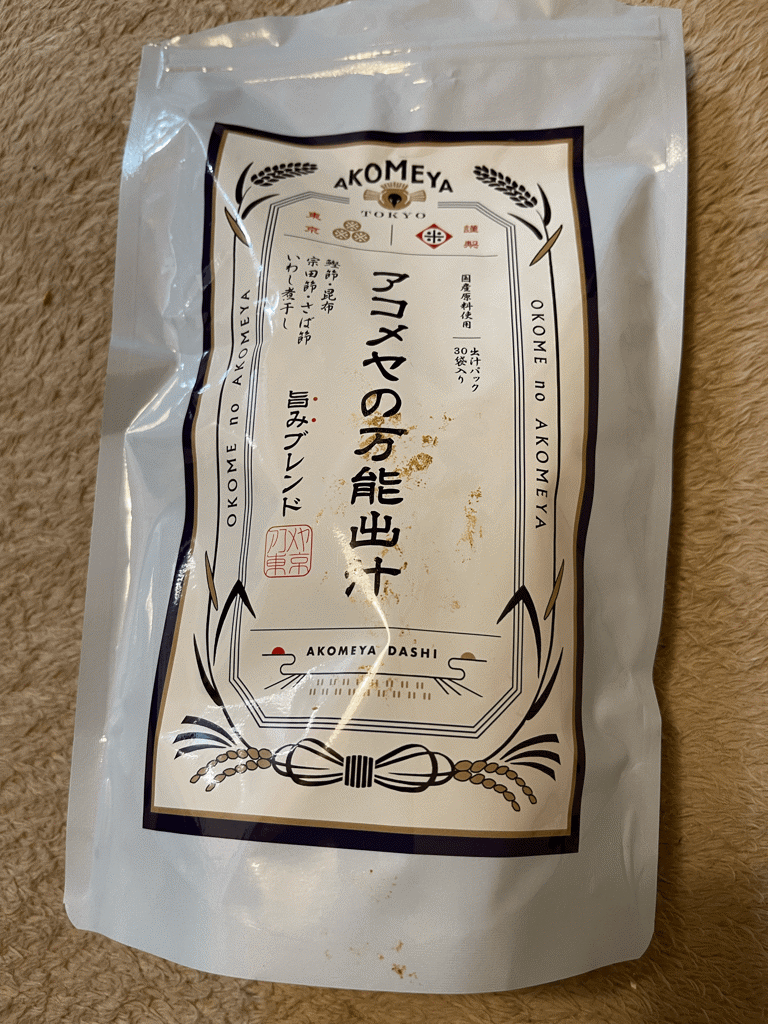 AKOMEYA
TOKYO
東京
謹製
国産原料使用
出汁パック
30袋入り
アコメヤの万能出汁
鰹節・昆布
宗田節・さば節
いわし煮干し
旨みブレンド
OKOME no AKOMEYA
OKOME no AKOMEYA
AKOMEYA DASHI